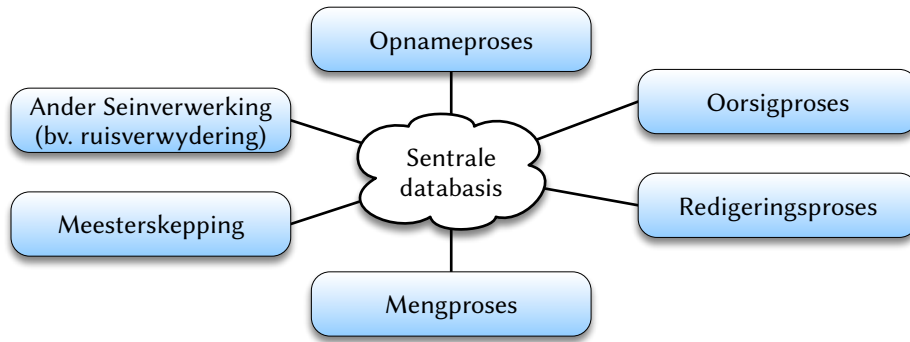 Opnameproses
Ander Seinverwerking
(bv. ruisverwydering)
Oorsigproses
Sentrale
databasis
Meesterskepping
Redigeringsproses
Mengproses